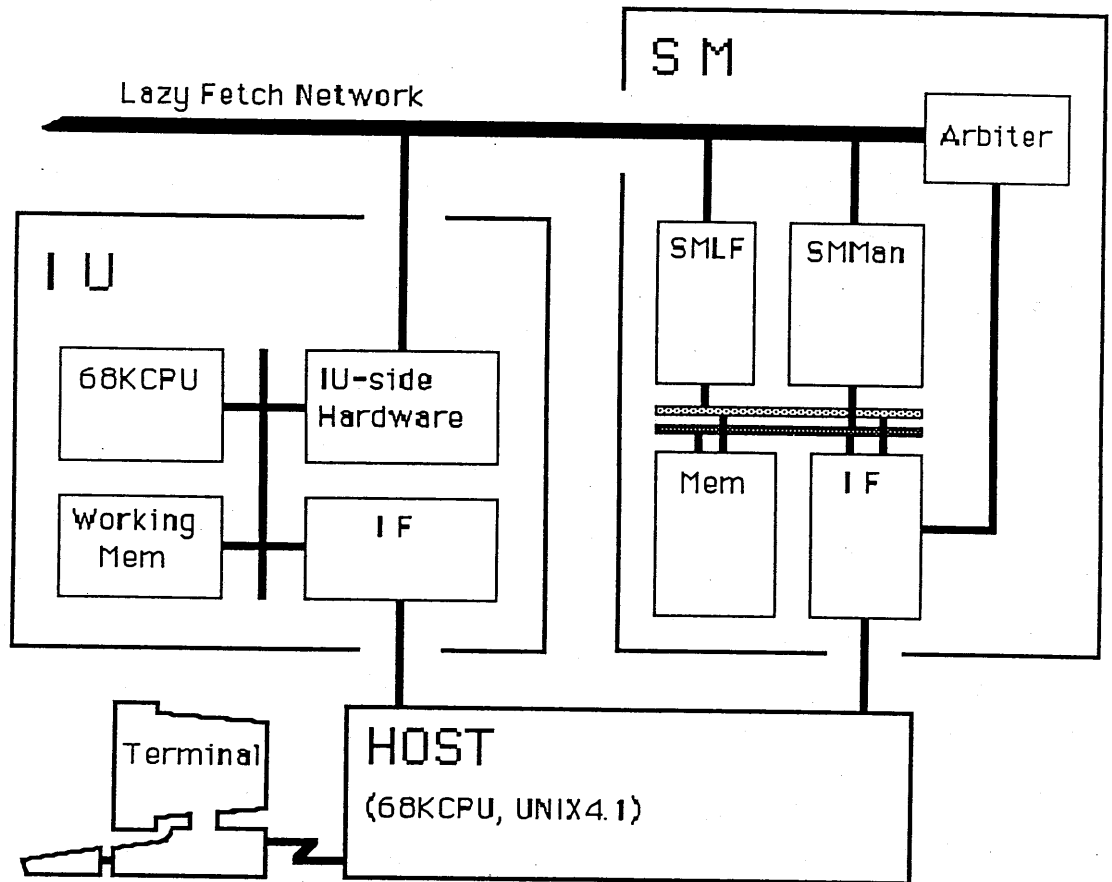 S M
Lazy Fetch Network
Arbiter
SMLF
SMMan
I U
68KCPU
IU-side
Hardware
Working
Mem
I F
Mem
I F
Terminal
HOST
(68KCPU, UNIX4.1)